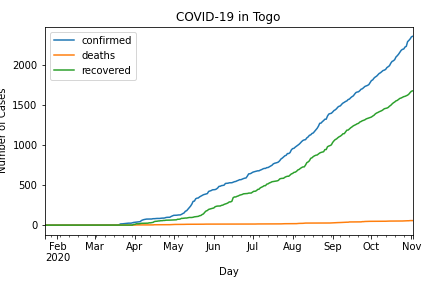 COVID-19 in Togo
confirmed
deaths
recovered
Number of Cases
2000
1500
1000
500
0
Feb Mar Apr May Jun Jul Aug Sep Oct Nov
2020
Day